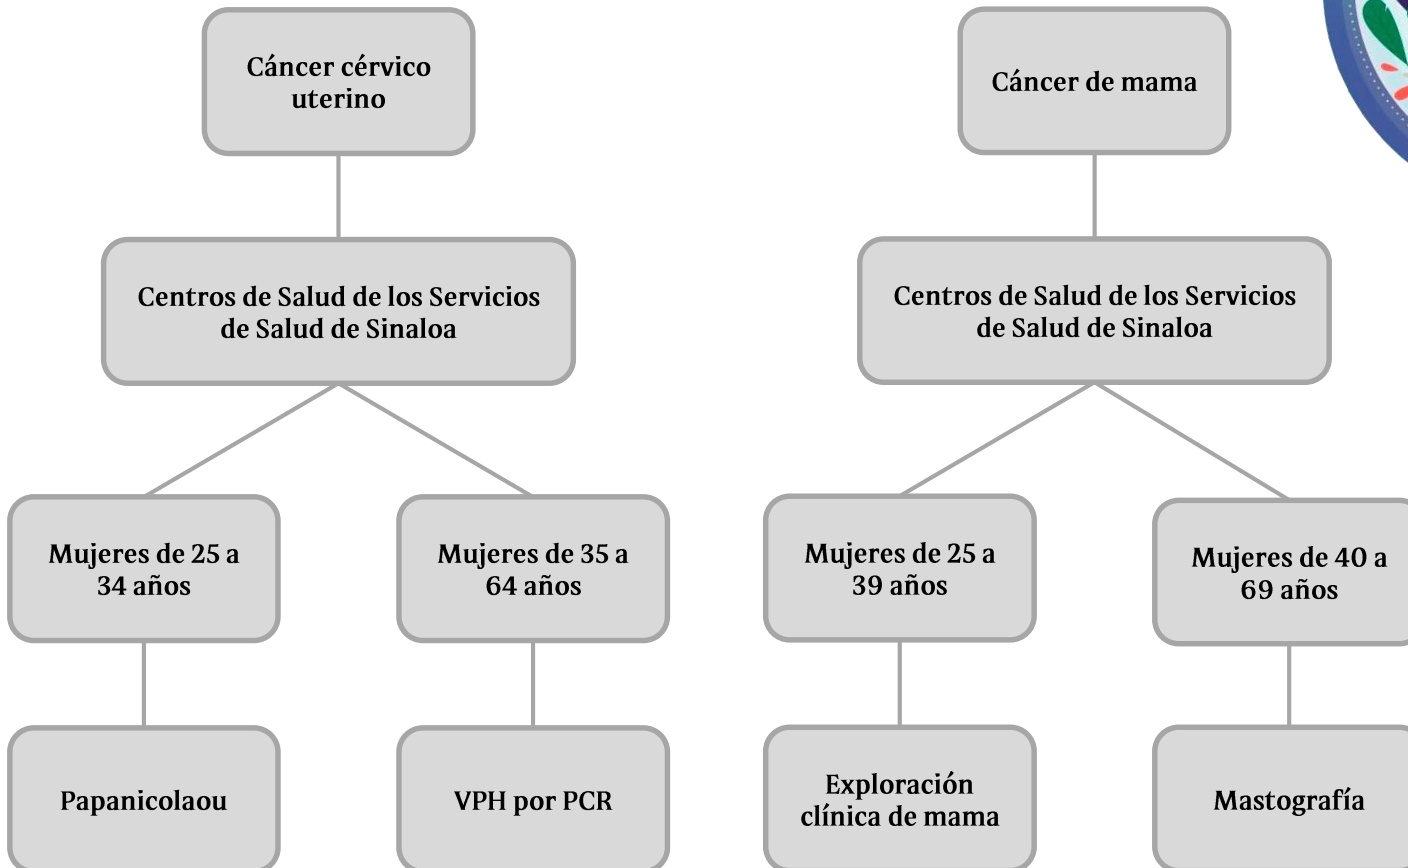 Cáncer cérvico
uterino
Cáncer de mama
Centros de Salud de los Servicios
de Salud de Sinaloa
Centros de Salud de los Servicios
de Salud de Sinaloa
Mujeres de 25 a
34 años
Mujeres de 35 a
64 años
Mujeres de 25 a
39 años
Mujeres de 40 a
69 años
Papanicolaou
VPH por PCR
Exploración
clínica de mama
Mastografía